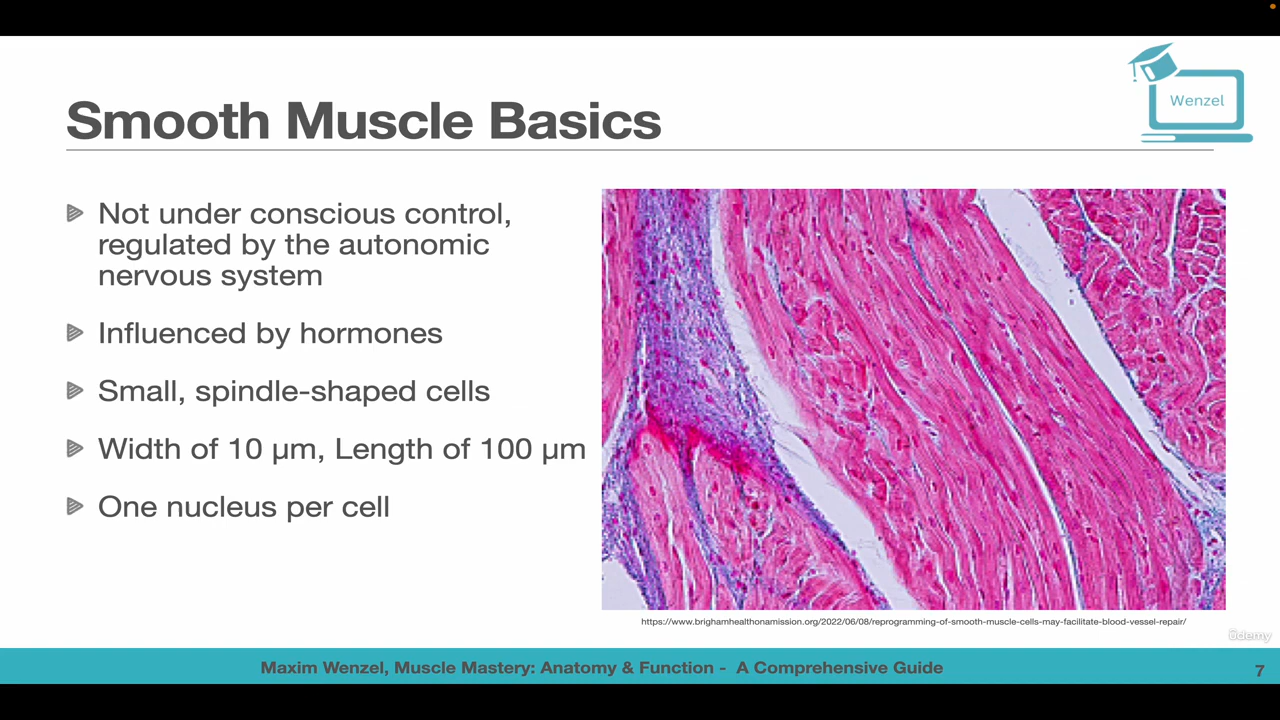 Wenzel
Smooth Muscle Basics
Not under conscious control,
regulated by the autonomic
nervous system
Influenced by hormones
Small, spindle-shaped cells
Width of 10 µm, Length of 100 µm
One nucleus per cell
https://www.brighamhealthonamission.org/2022/06/08/reprogramming-of-smooth-muscle-cells-may-facilitate-blood-vessel-repair/
ûdemy
Maxim Wenzel, Muscle Mastery: Anatomy & Function - A Comprehensive Guide
7